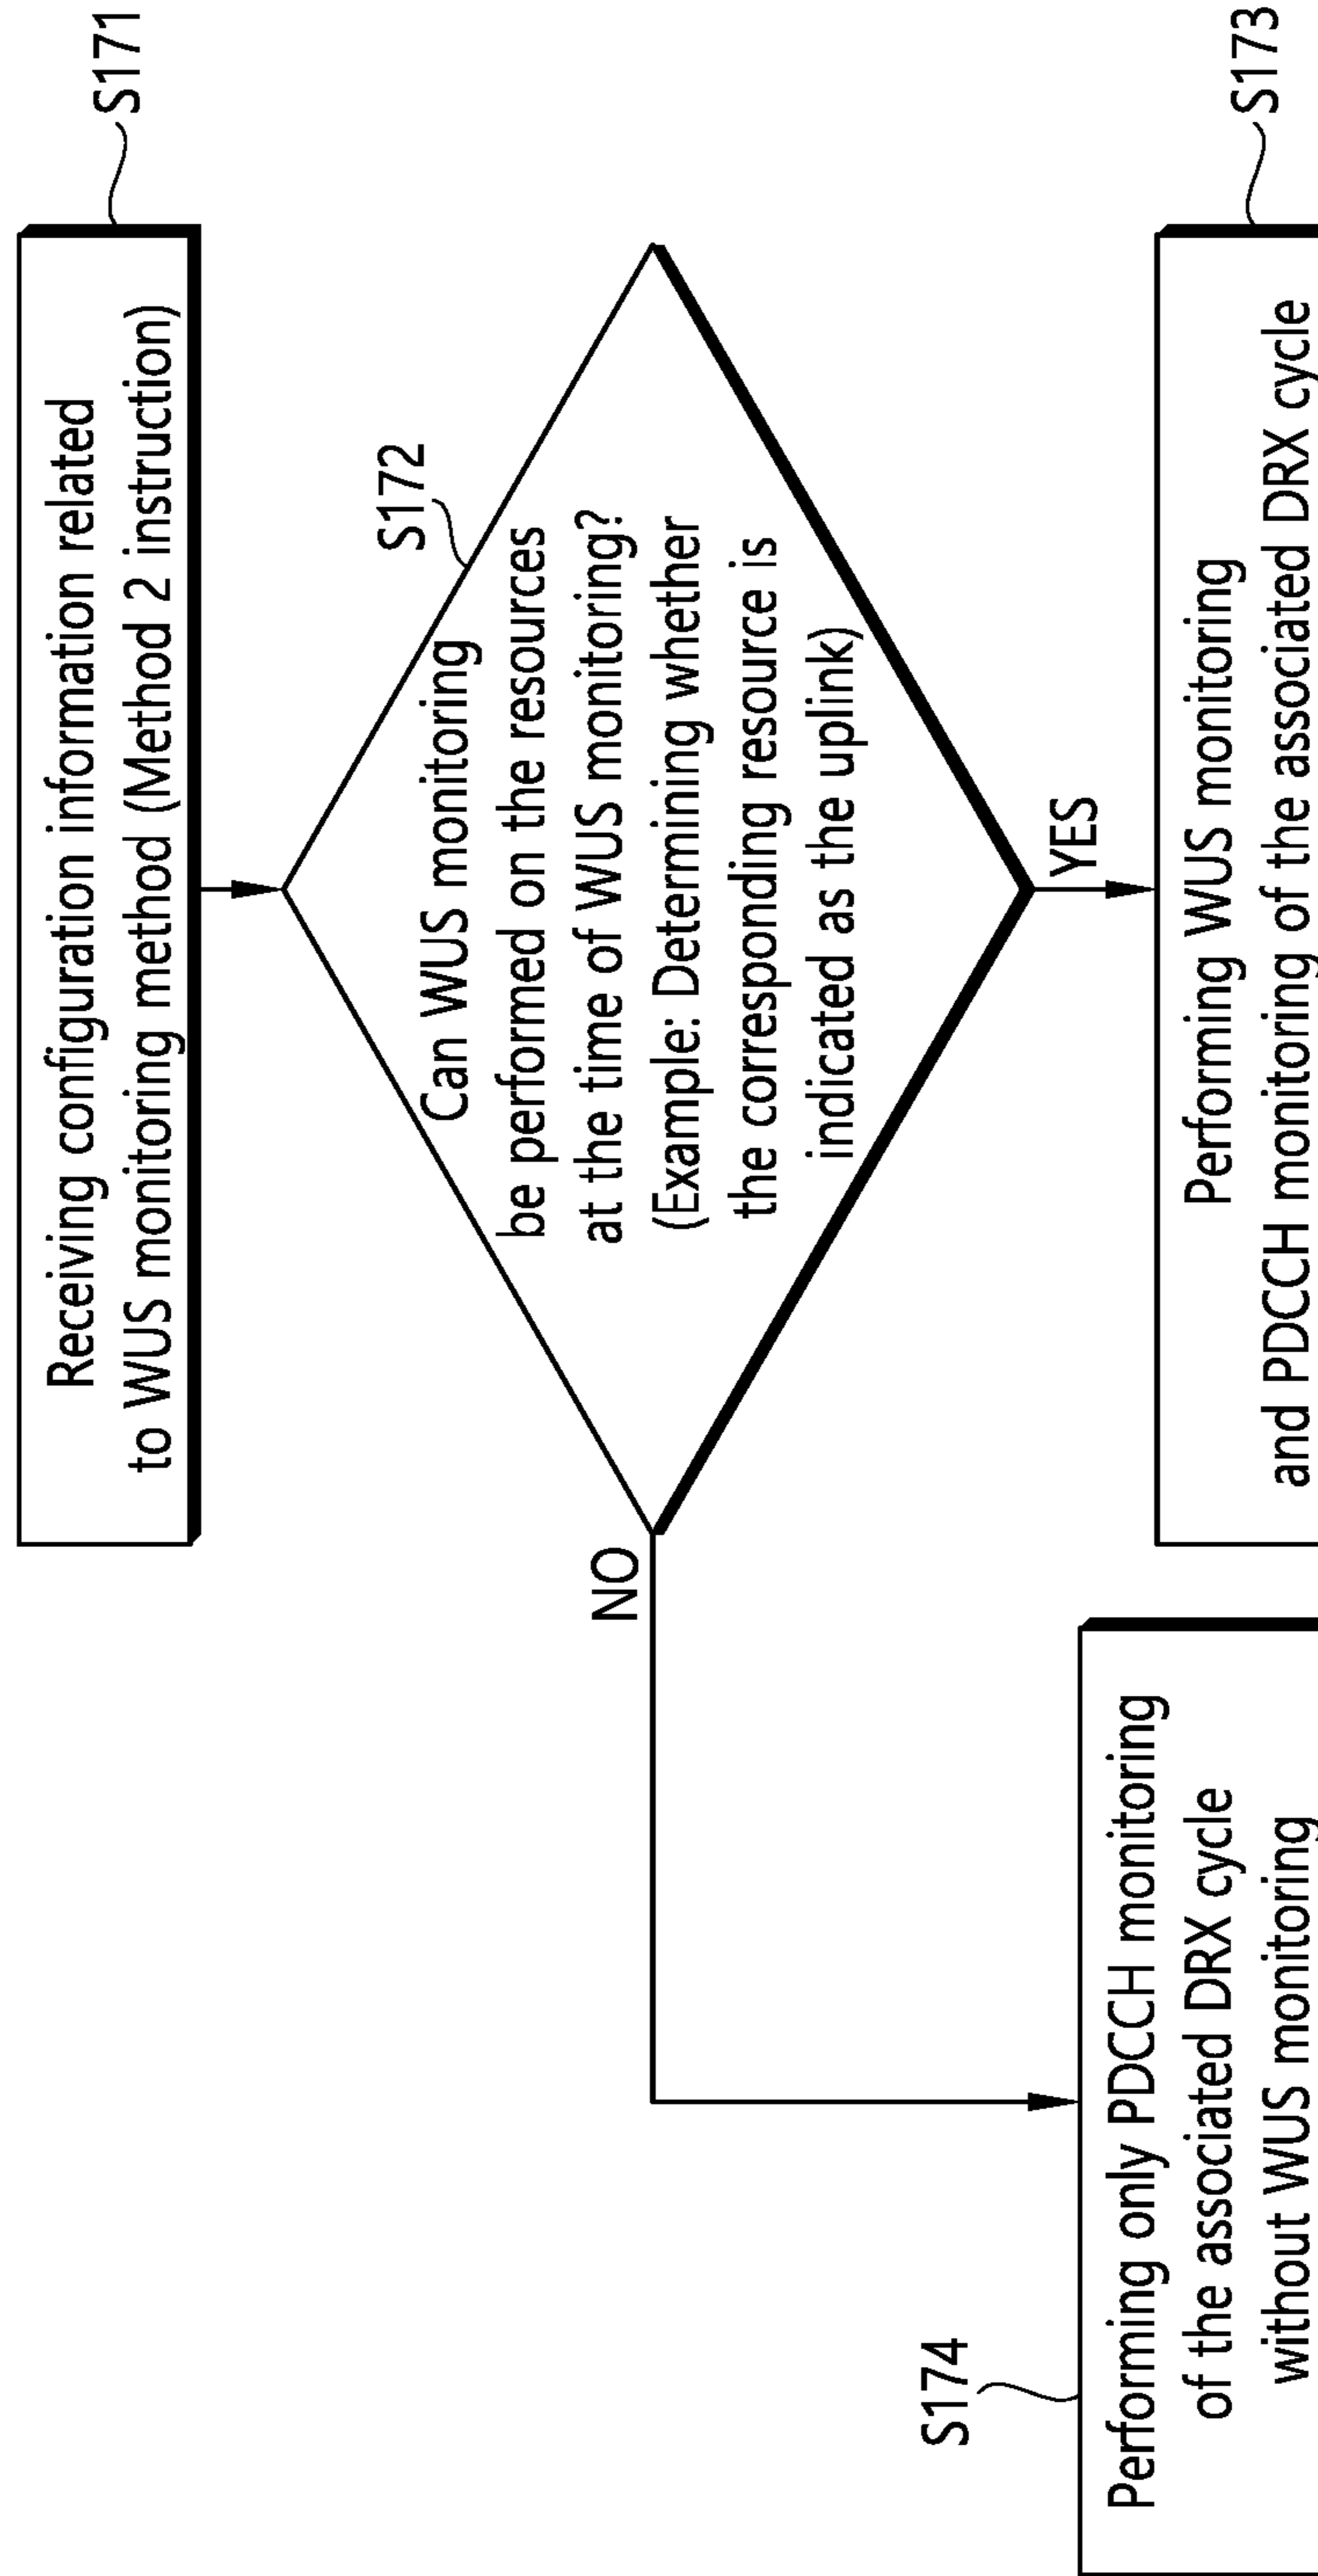 S171
Receiving configuration information related
to WUS monitoring method (Method 2 instruction)
S172
Can WUS monitoring
be performed on the resources
at the time of WUS monitoring?
(Example: Determining whether
the corresponding resource is
indicated as the uplink)
NO
YES
S174
Performing only PDCCH monitoring
of the associated DRX cycle
without WUS monitoring
S173
Performing WUS monitoring
and PDCCH monitoring of the associated DRX cycle